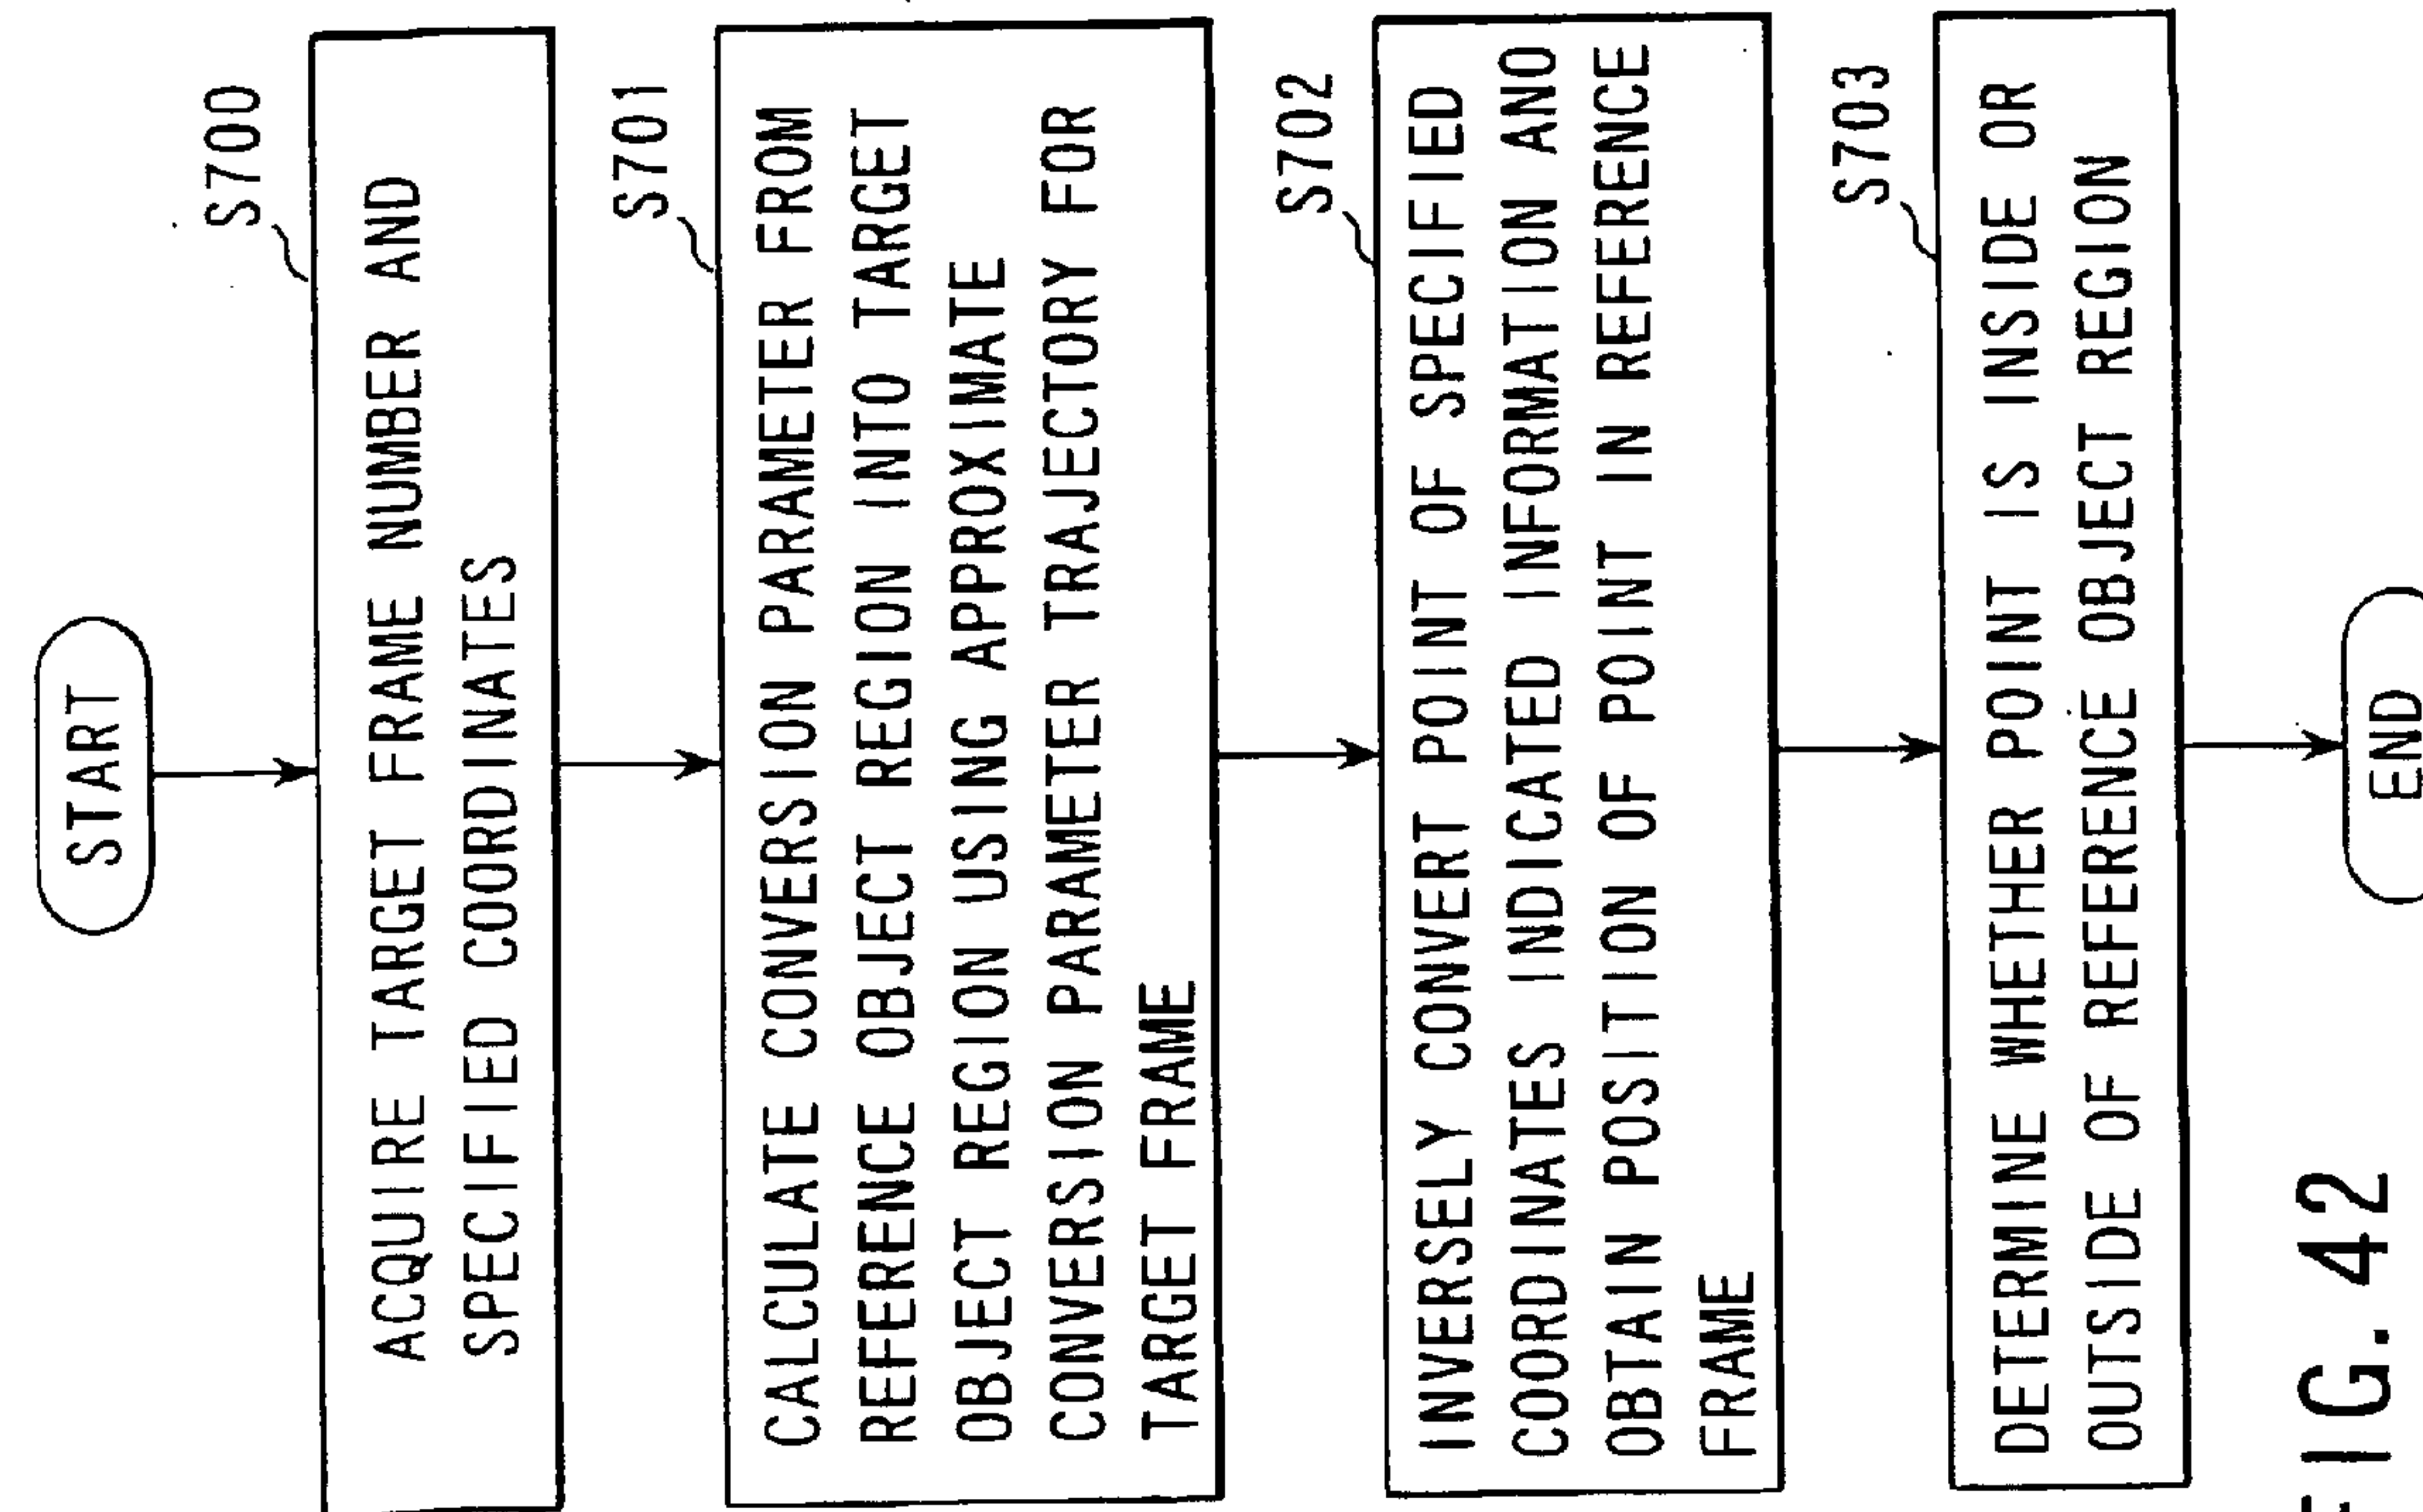 START
S700
ACQUIRE TARGET FRAME NUMBER AND
SPECIFIED COORDINATES
S701
CALCULATE CONVERSION PARAMETER FROM
REFERENCE OBJECT REGION INTO TARGET
OBJECT REGION USING APPROXIMATE
CONVERSION PARAMETER TRAJECTORY FOR
TARGET FRAME
S702
INVERSELY CONVERT POINT OF SPECIFIED
COORDINATES INDICATED INFORMATION AND
OBTAIN POSITION OF POINT IN REFERENCE
FRAME
S703
DETERMINE WHETHER POINT IS INSIDE OR
OUTSIDE OF REFERENCE OBJECT REGION
END
FIG. 42